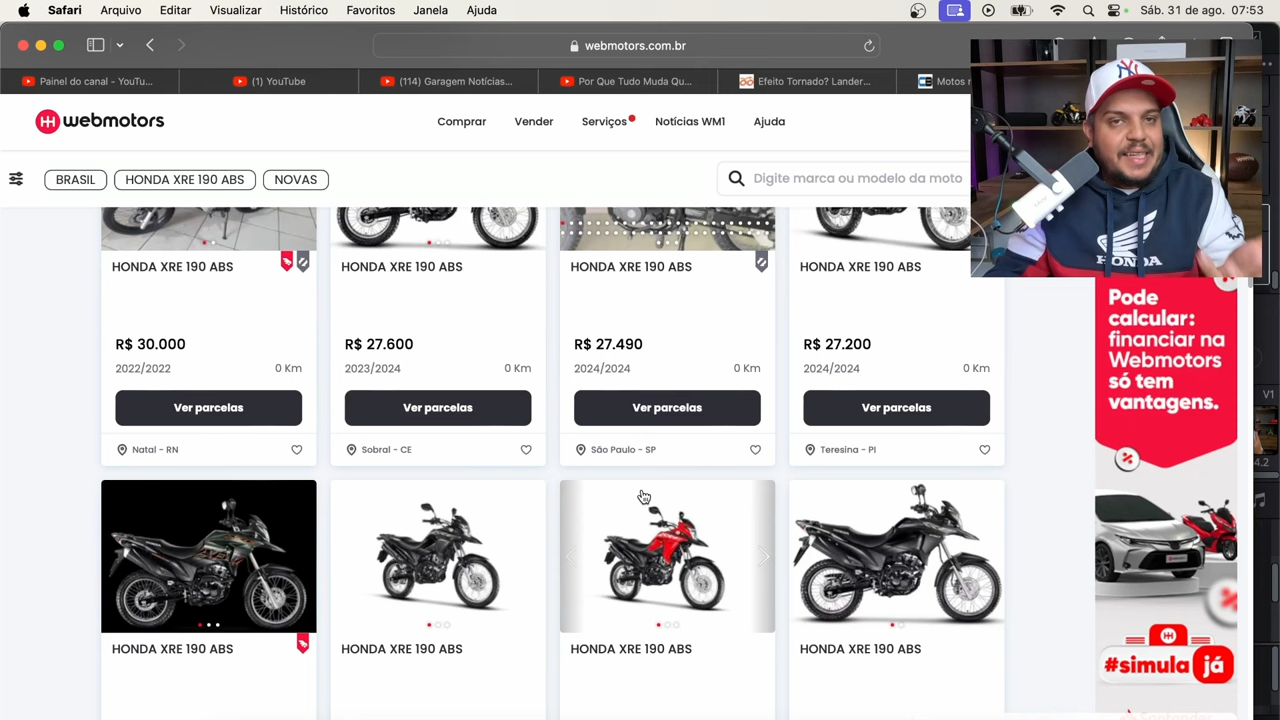 Safari Arquivo Editar Visualizar Histórico Favoritos Janela Ajuda Sáb. 31 de ago. 07:53
webmotors.com.br
Painel do canal - YouTu... (1) YouTube (114) Garagem Notícias... Por Que Tudo Muda Qu... Efeito Tornado? Lander... Motos
webmotors Comprar Vender Serviços Notícias WM1 Ajuda
BRASIL HONDA XRE 190 ABS NOVAS Digite marca ou modelo da moto
HONDA
HONDA XRE 190 ABS HONDA XRE 190 ABS HONDA XRE 190 ABS HONDA XRE 190 ABS
R$ 30.000 R$ 27.600 R$ 27.490 R$ 27.200
2022/2022 0 Km 2023/2024 0 Km 2024/2024 0 Km 2024/2024 0 Km
Ver parcelas Ver parcelas Ver parcelas Ver parcelas
Natal - RN Sobral - CE São Paulo - SP Teresina - PI
Pode
calcular:
financiar na
Webmotors
só tem
vantagens.
V1
4.2
HONDA XRE 190 ABS HONDA XRE 190 ABS HONDA XRE 190 ABS HONDA XRE 190 ABS
#simula já
Santander